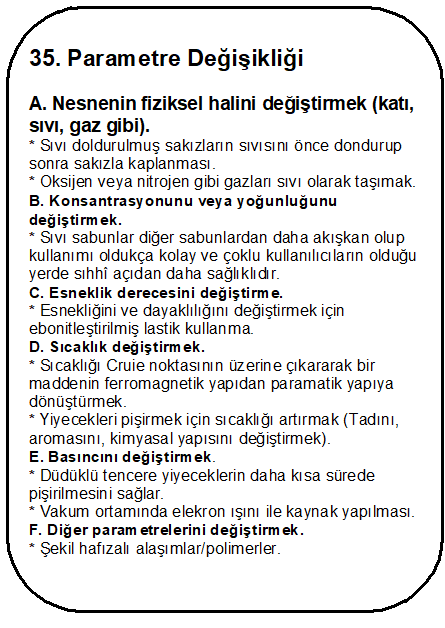 35. Parametre Değişikliği
A. Nesnenin fiziksel halini değiştirmek (katı,
sıvı, gaz gibi).
* Sıvı doldurulmuş sakızların sıvısını önce dondurup
sonra sakızla kaplanması.
* Oksijen veya nitrojen gibi gazları sıvı olarak taşımak.
B. Konsantrasyonunu veya yoğunluğunu
değiştirmek.
* Sıvı sabunlar diğer sabunlardan daha akışkan olup
kullanımı oldukça kolay ve çoklu kullanılıcıların olduğu
yerde sıhhî açıdan daha sağlıklıdır.
C. Esneklik derecesini değiştirme.
* Esnekliğini ve dayaklılığını değiştirmek için
ebonitleştirilmiş lastik kullanma.
D. Sıcaklık değiştirmek.
* Sıcaklığı Cruie noktasının üzerine çıkararak bir
maddenin ferromagnetik yapıdan paramatik yapıya
dönüştürmek.
* Yiyecekleri pişirmek için sıcaklığı artırmak (Tadını,
aromasını, kimyasal yapısını değiştirmek).
E. Basıncını değiştirmek.
* Düdüklü tencere yiyeceklerin daha kısa sürede
pişirilmesini sağlar.
* Vakum ortamında elekron ışını ile kaynak yapılması.
F. Diğer parametrelerini değiştirmek.
* Şekil hafızalı alaşımlar/polimerler.